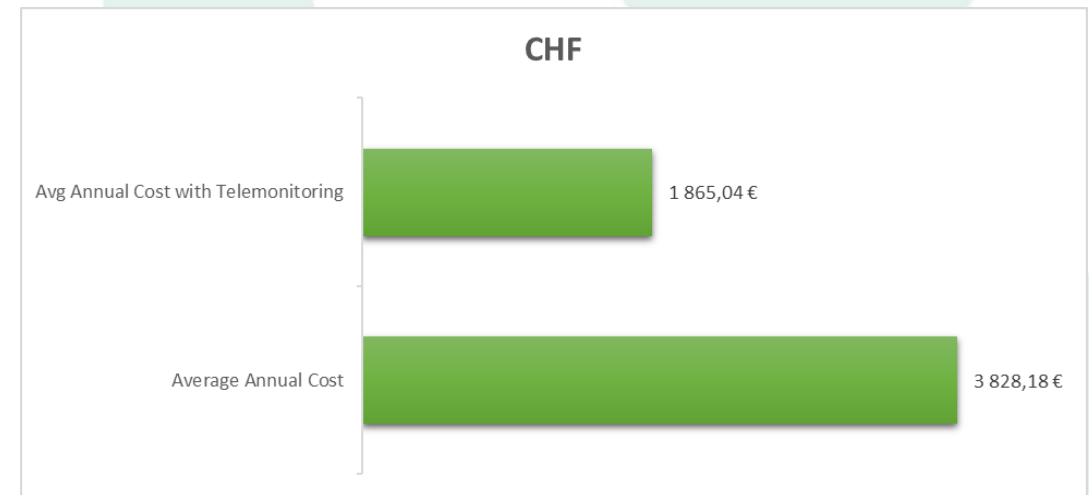 CHF
Avg Annual Cost with Telemonitoring
1 865,04 €
Average Annual Cost
3 828,18 €